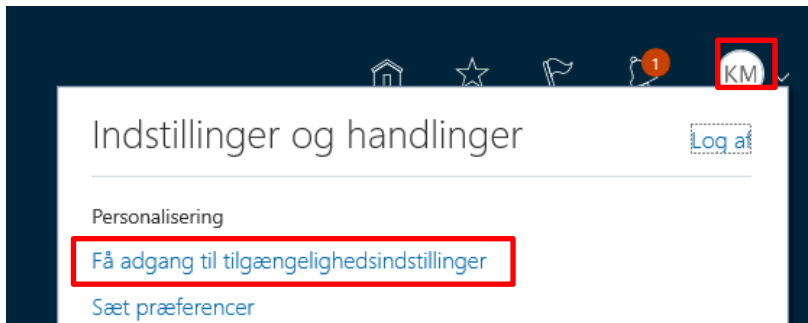 1
KM
Indstillinger og handlinger
Log af
Personalisering
Få adgang til tilgængelighedsindstillinger
Sæt præferencer